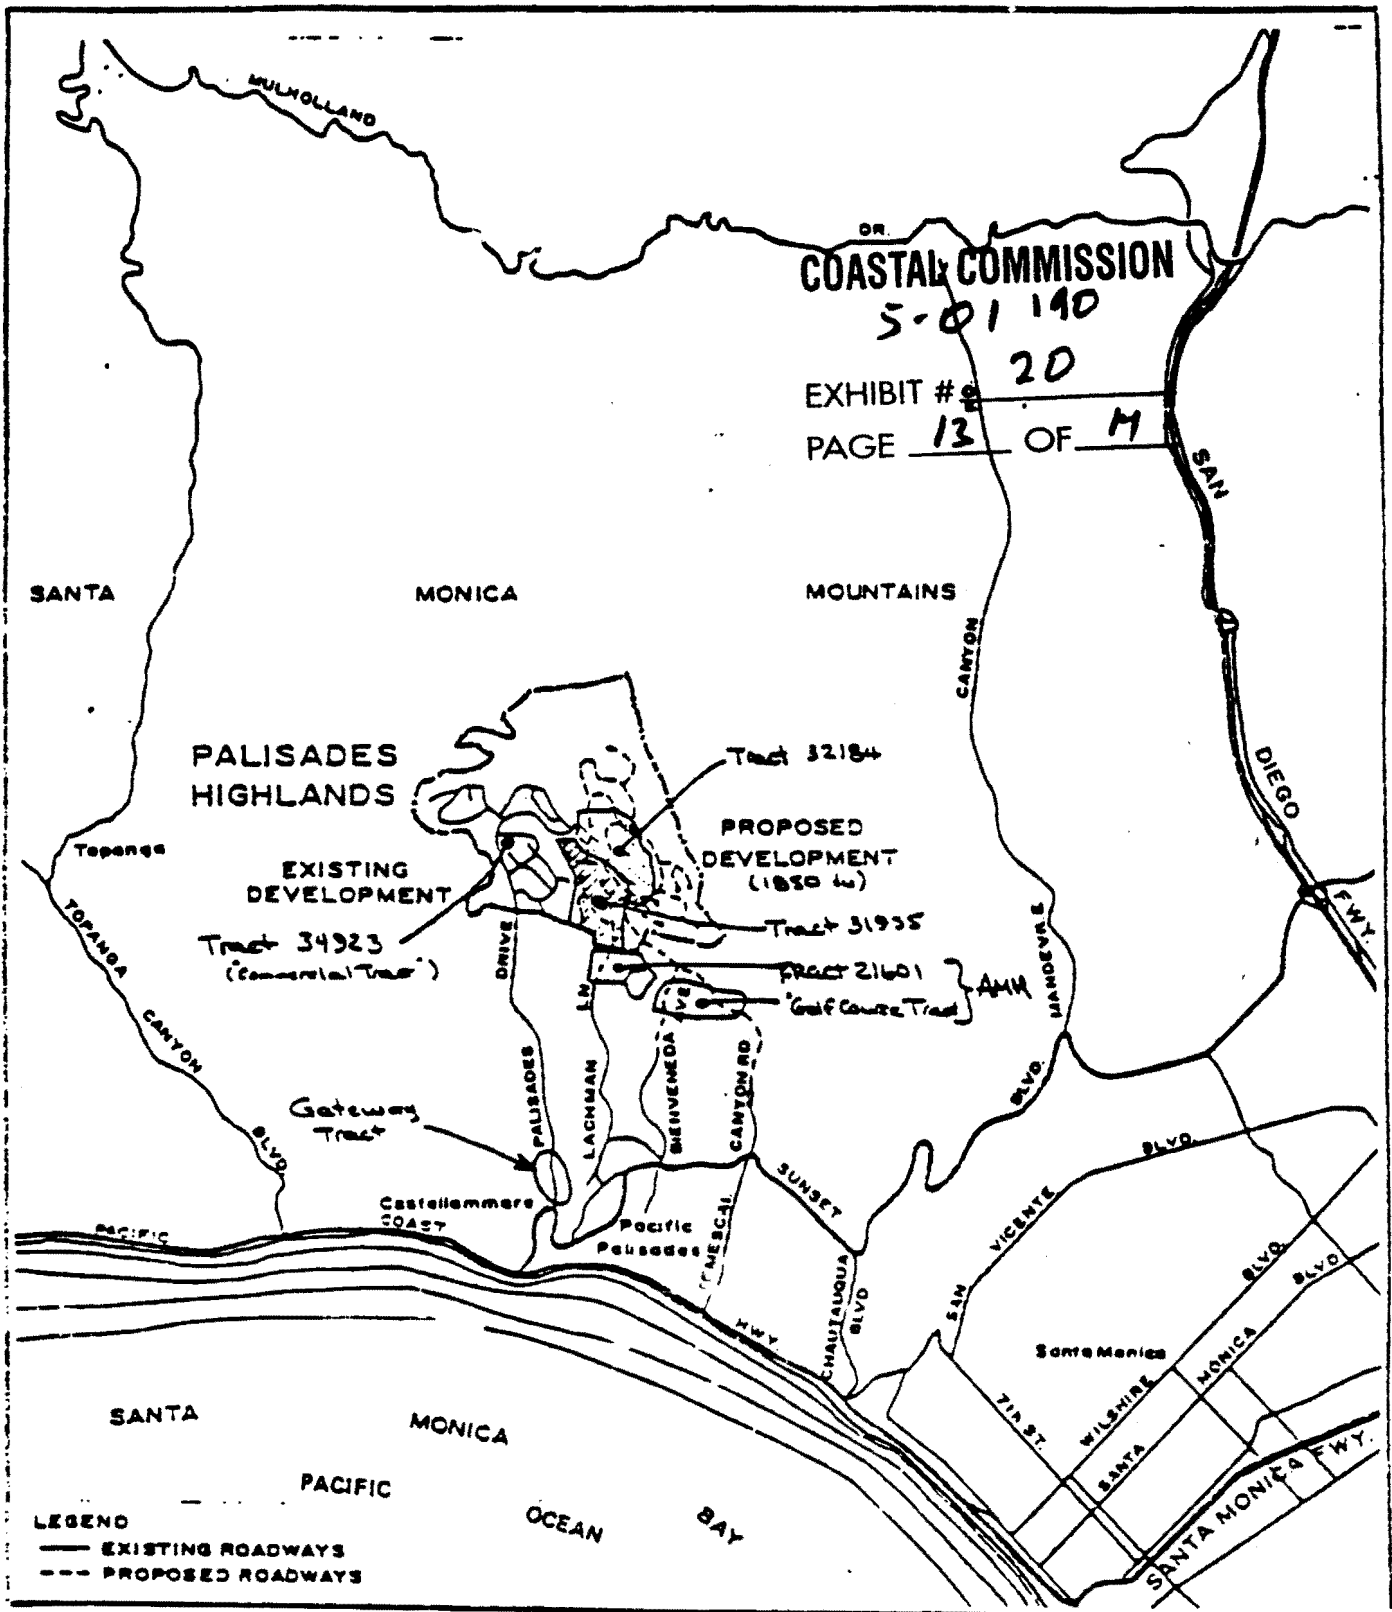 MULHOLLAND
DR.
COASTAL COMMISSION
5-01 190
EXHIBIT # 20
PAGE 13 OF
SAN
DIEGO
FWY.
SANTA MONICA MOUNTAINS
CANYON
MANDEVILLE
PALISADES
HIGHLANDS
Tract 32184
PROPOSED
DEVELOPMENT
Topanga
EXISTING
DEVELOPMENT
Tract 31935
Tract 34923
("Commercial Tract")
Tract 21601
"Golf Course Tract"
AMH
TOPANGA
CANYON
BLVD.
PALISADES
DRIVE
LACHMAN
LN
BIENVENEDA
AVE
CANYON RD
TEMESCAL
Gateway
Tract
Castellammare
PACIFIC
COAST
HWY.
Pacific
Palisades
SUNSET
BLVD.
CHAUTAUQUA
BLVD
SAN
VICENTE
BLVD.
Santa Monica
7TH ST.
WILSHIRE
BLVD.
SANTA
MONICA
BLVD
SANTA MONICA FWY.
SANTA
MONICA
BAY
PACIFIC
OCEAN
LEGEND
EXISTING ROADWAYS
PROPOSED ROADWAYS